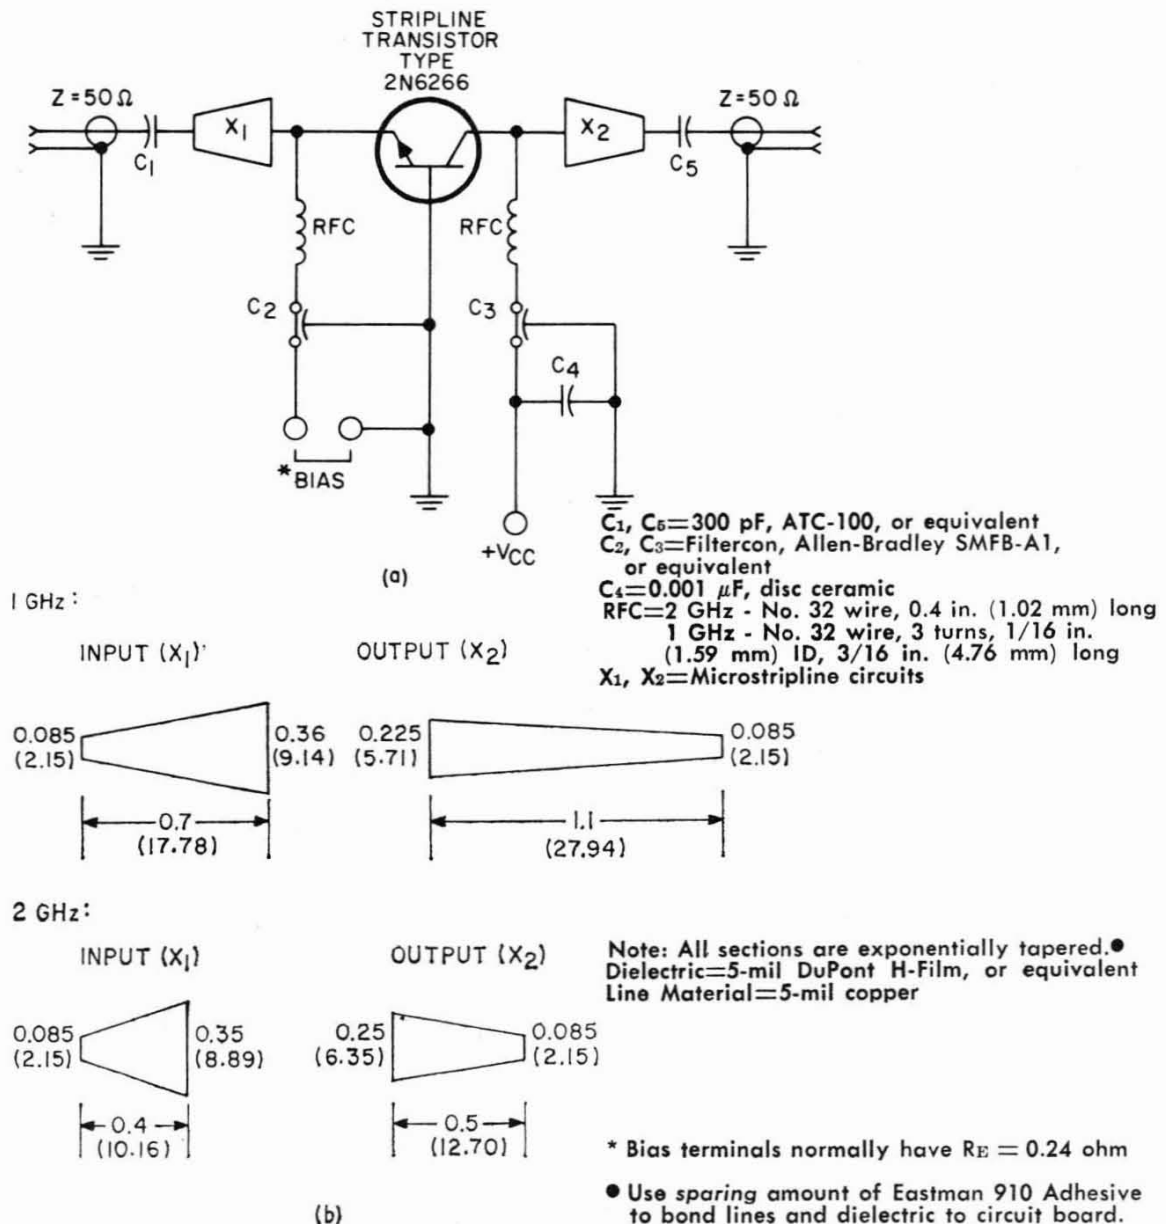 STRIPLINE
TRANSISTOR
TYPE
2N6266
Z=50Ω
Z=50Ω
X1
X2
C1
C5
RFC
RFC
C2
C3
C4
*BIAS
+VCC
(a)
C1, C5=300 pF, ATC-100, or equivalent
C2, C3=Filtercon, Allen-Bradley SMFB-A1,
or equivalent
C4=0.001 μF, disc ceramic
RFC=2 GHz - No. 32 wire, 0.4 in. (1.02 mm) long
1 GHz - No. 32 wire, 3 turns, 1/16 in.
(1.59 mm) ID, 3/16 in. (4.76 mm) long
X1, X2=Microstripline circuits
1 GHz:
INPUT (X1)
OUTPUT (X2)
0.085
(2.15)
0.36
(9.14)
0.225
(5.71)
0.085
(2.15)
0.7
(17.78)
1.1
(27.94)
2 GHz:
INPUT (X1)
OUTPUT (X2)
Note: All sections are exponentially tapered.●
Dielectric=5-mil DuPont H-Film, or equivalent
Line Material=5-mil copper
0.085
(2.15)
0.35
(8.89)
0.25
(6.35)
0.085
(2.15)
0.4
(10.16)
0.5
(12.70)
* Bias terminals normally have RE = 0.24 ohm
● Use sparing amount of Eastman 910 Adhesive
to bond lines and dielectric to circuit board.
(b)